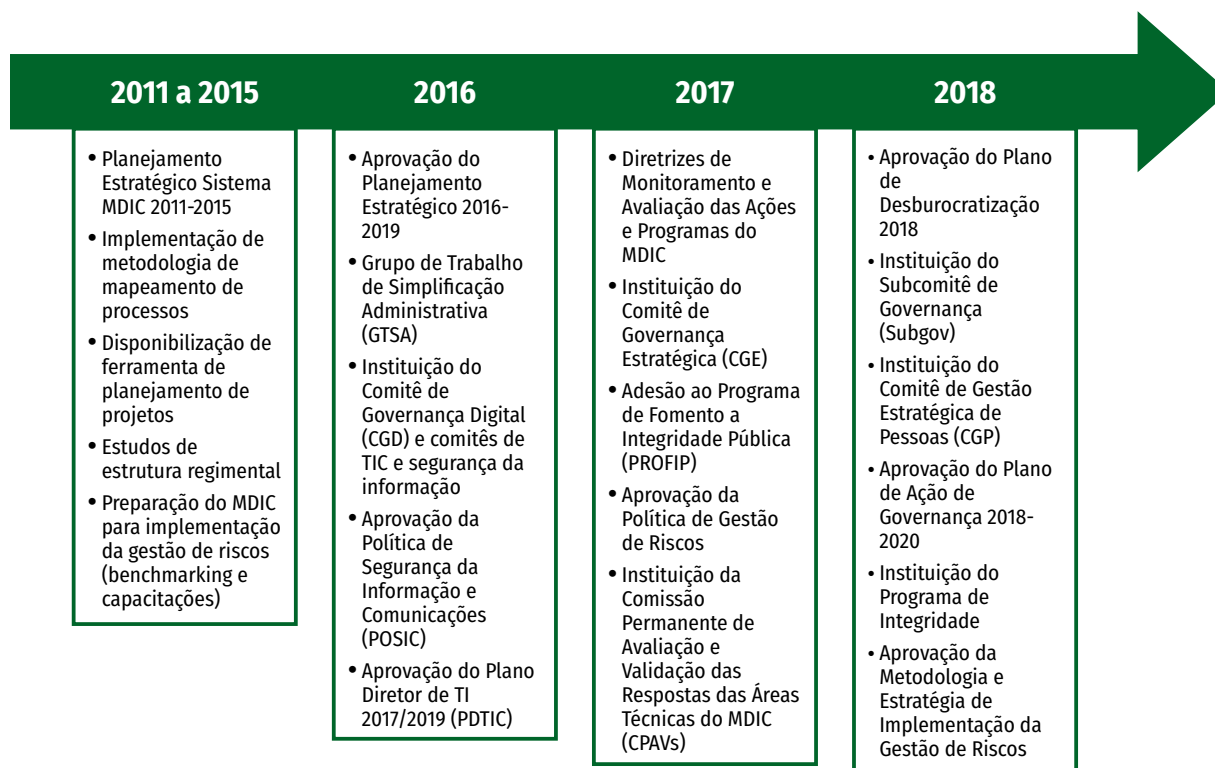 2011 a 2015
• Planejamento
Estratégico Sistema
MDIC 2011-2015
• Implementação de
metodologia de
mapeamento de
processos
• Disponibilização de
ferramenta de
planejamento de
projetos
• Estudos de
estrutura regimental
• Preparação do MDIC
para implementação
da gestão de riscos
(benchmarking e
capacitações)
2016
• Aprovação do
Planejamento
Estratégico 2016-
2019
• Grupo de Trabalho
de Simplificação
Administrativa
(GTSA)
• Instituição do
Comitê de
Governança Digital
(CGD) e comitês de
TIC e segurança da
informação
• Aprovação da
Política de
Segurança da
Informação e
Comunicações
(POSIC)
• Aprovação do Plano
Diretor de TI
2017/2019 (PDTIC)
2017
• Diretrizes de
Monitoramento e
Avaliação das Ações
e Programas do
MDIC
• Instituição do
Comitê de
Governança
Estratégica (CGE)
• Adesão ao Programa
de Fomento a
Integridade Pública
(PROFIP)
• Aprovação da
Política de Gestão
de Riscos
• Instituição da
Comissão
Permanente de
Avaliação e
Validação das
Respostas das Áreas
Técnicas do MDIC
(CPAVs)
2018
• Aprovação do Plano
de
Desburocratização
2018
• Instituição do
Subcomitê de
Governança
(Subgov)
• Instituição do
Comitê de Gestão
Estratégica de
Pessoas (CGP)
• Aprovação do Plano
de Ação de
Governança 2018-
2020
• Instituição do
Programa de
Integridade
• Aprovação da
Metodologia e
Estratégia de
Implementação da
Gestão de Riscos